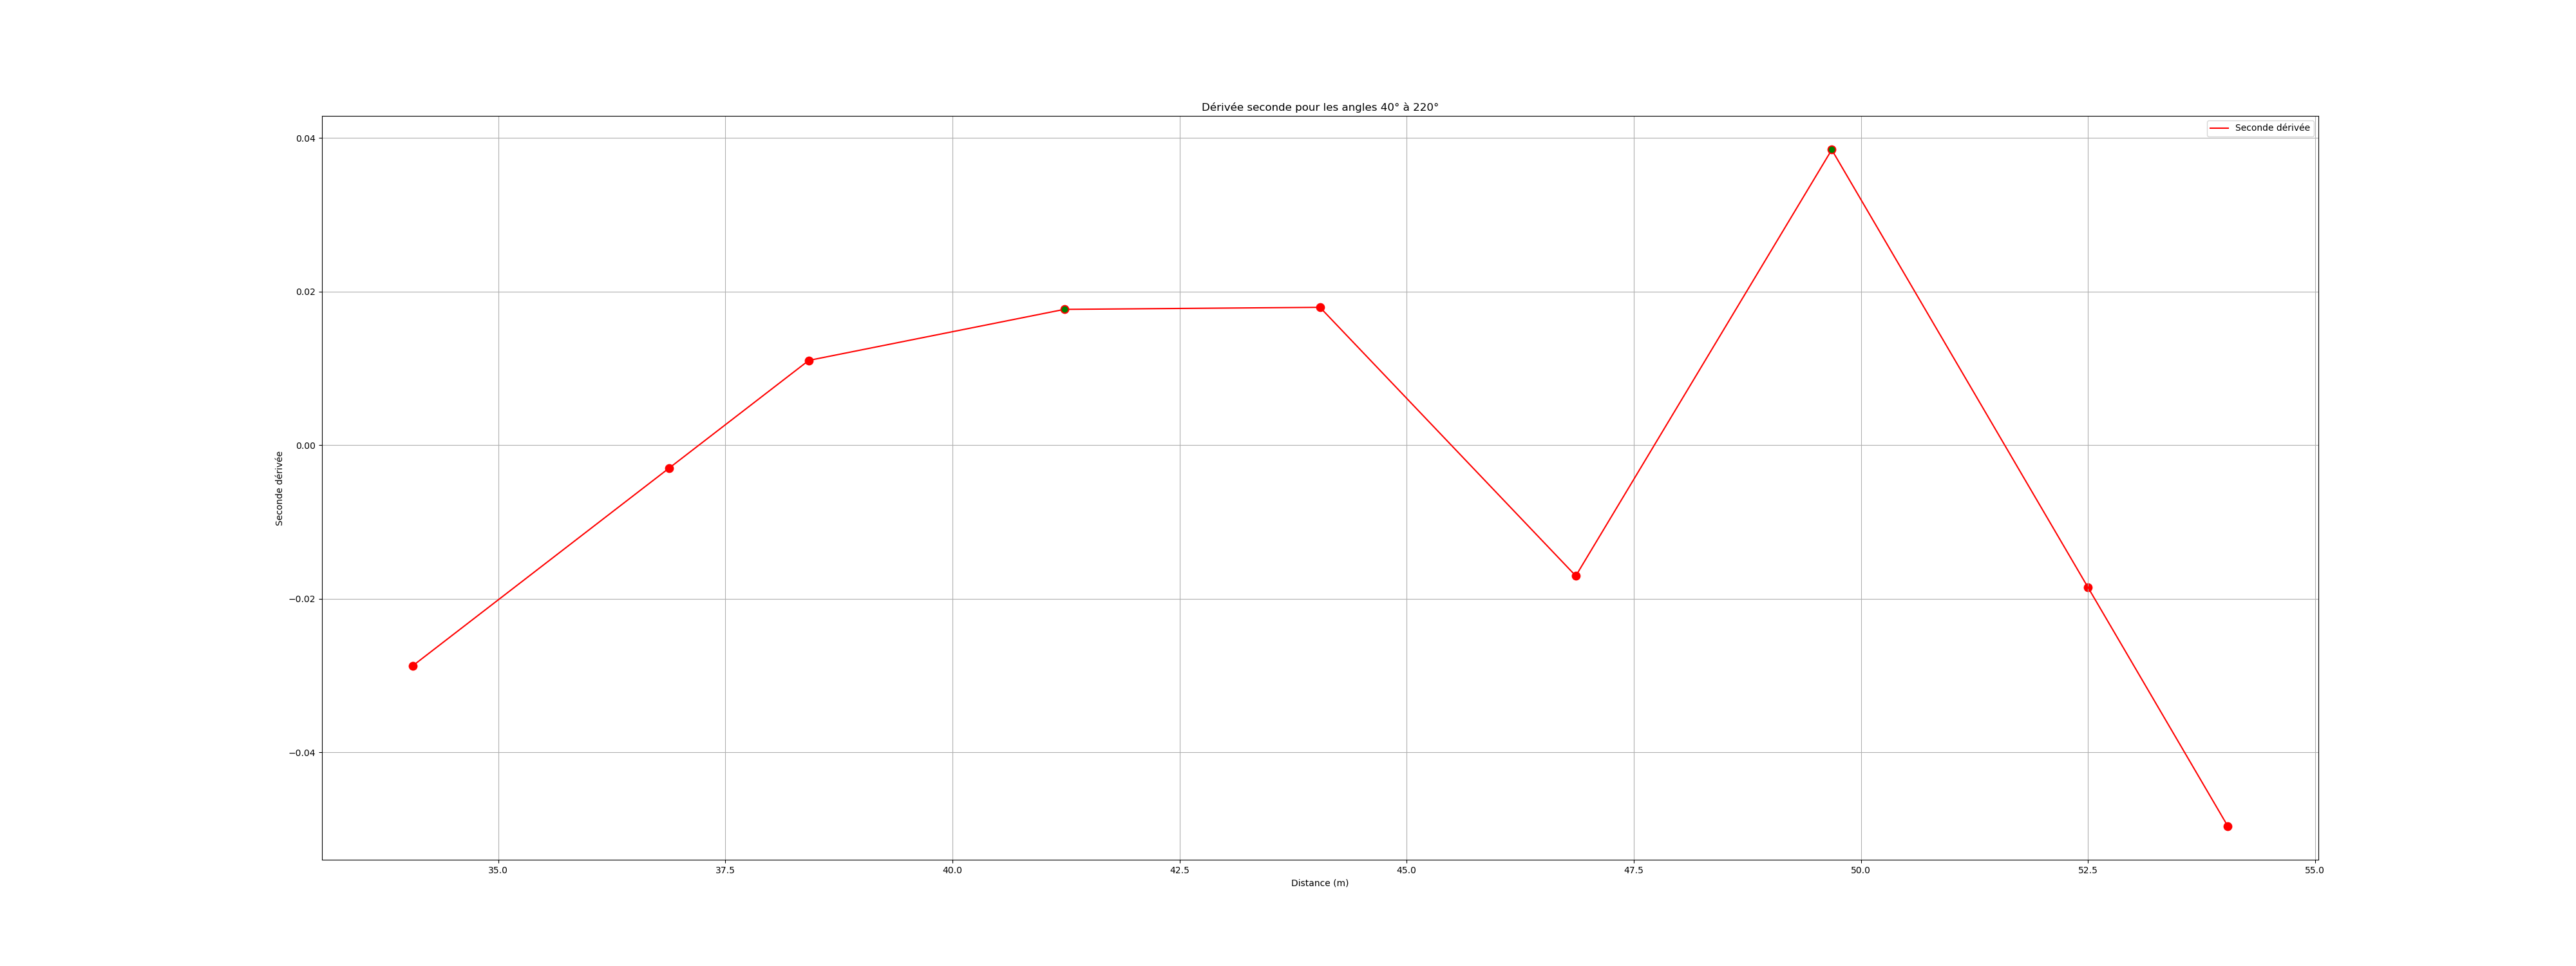 Dérivée seconde pour les angles 40° à 220°
Seconde dérivée
0.04
0.02
0.00
−0.02
−0.04
Seconde dérivée
35.0 37.5 40.0 42.5 45.0 47.5 50.0 52.5 55.0
Distance (m)